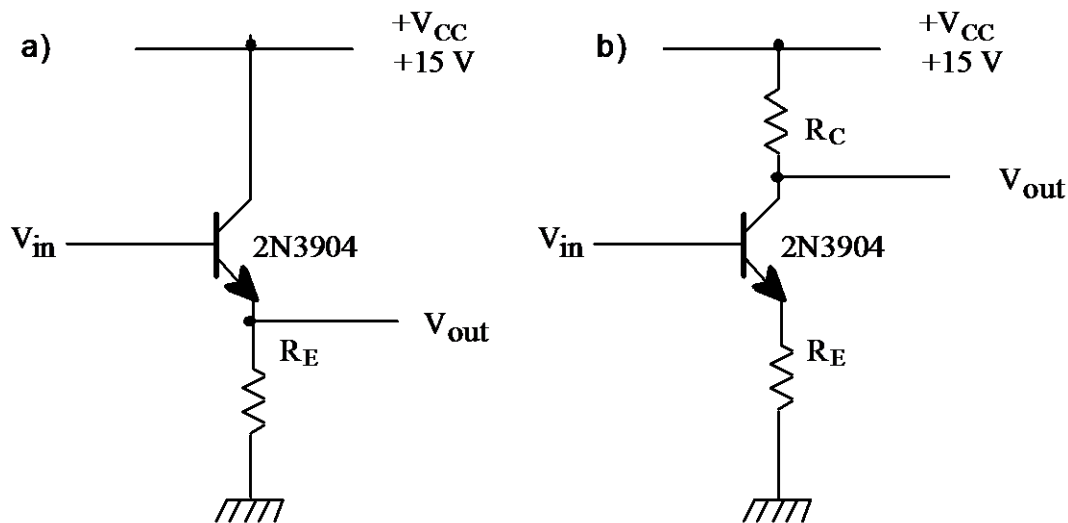 a)
+VCC
+15 V
Vin
2N3904
Vout
RE
b)
+VCC
+15 V
RC
Vout
Vin
2N3904
RE